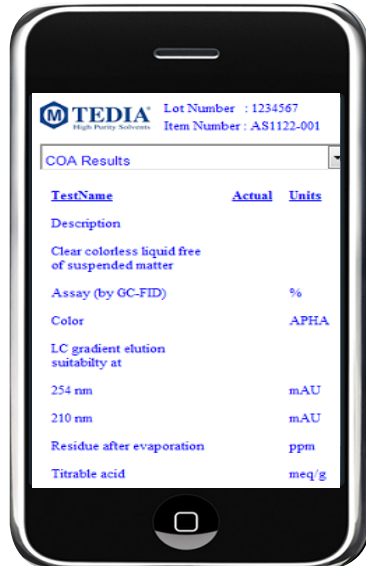 M TEDIA
High Purity Solvents
Lot Number : 1234567
Item Number : AS1122-001
COA Results
TestName Actual Units
Description
Clear colorless liquid free
of suspended matter
Assay (by GC-FID) %
Color APHA
LC gradient elution
suitabilty at
254 nm mAU
210 nm mAU
Residue after evaporation ppm
Titrable acid meq/g